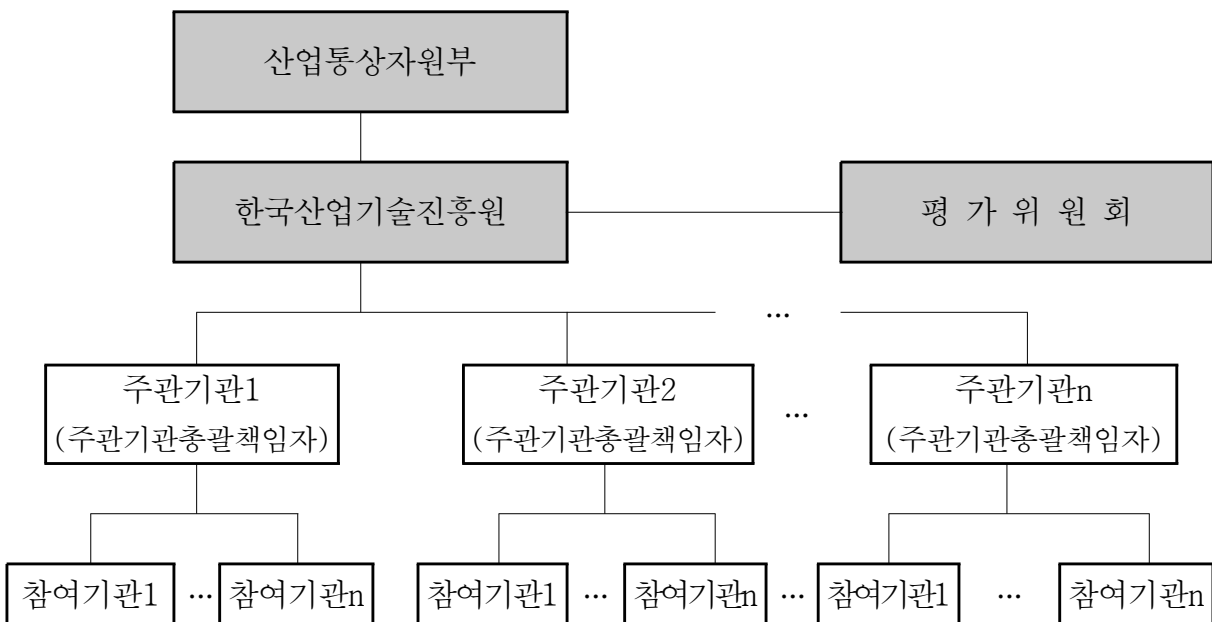 산업통상자원부
한국산업기술진흥원
평 가 위 원 회
...
주관기관1
(주관기관총괄책임자)
주관기관2
(주관기관총괄책임자)
...
주관기관n
(주관기관총괄책임자)
참여기관1 ... 참여기관n
참여기관1 ... 참여기관n ... 참여기관1 ... 참여기관n